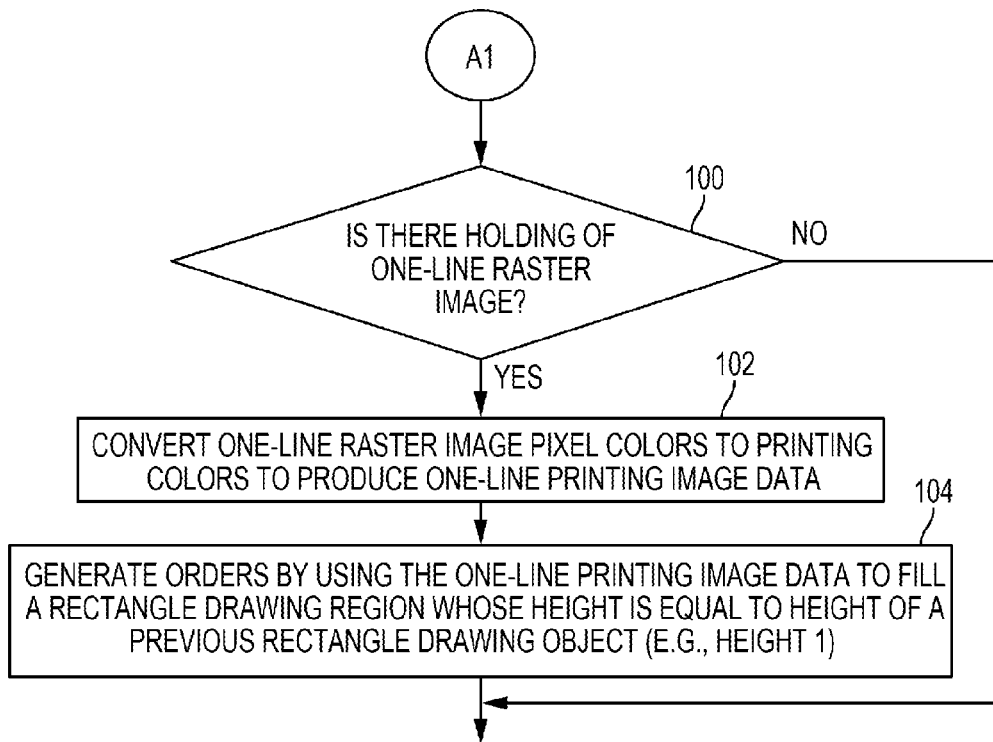 A1
100
IS THERE HOLDING OF
ONE-LINE RASTER
IMAGE?
NO
YES
102
CONVERT ONE-LINE RASTER IMAGE PIXEL COLORS TO PRINTING
COLORS TO PRODUCE ONE-LINE PRINTING IMAGE DATA
104
GENERATE ORDERS BY USING THE ONE-LINE PRINTING IMAGE DATA TO FILL
A RECTANGLE DRAWING REGION WHOSE HEIGHT IS EQUAL TO HEIGHT OF A
PREVIOUS RECTANGLE DRAWING OBJECT (E.G., HEIGHT 1)